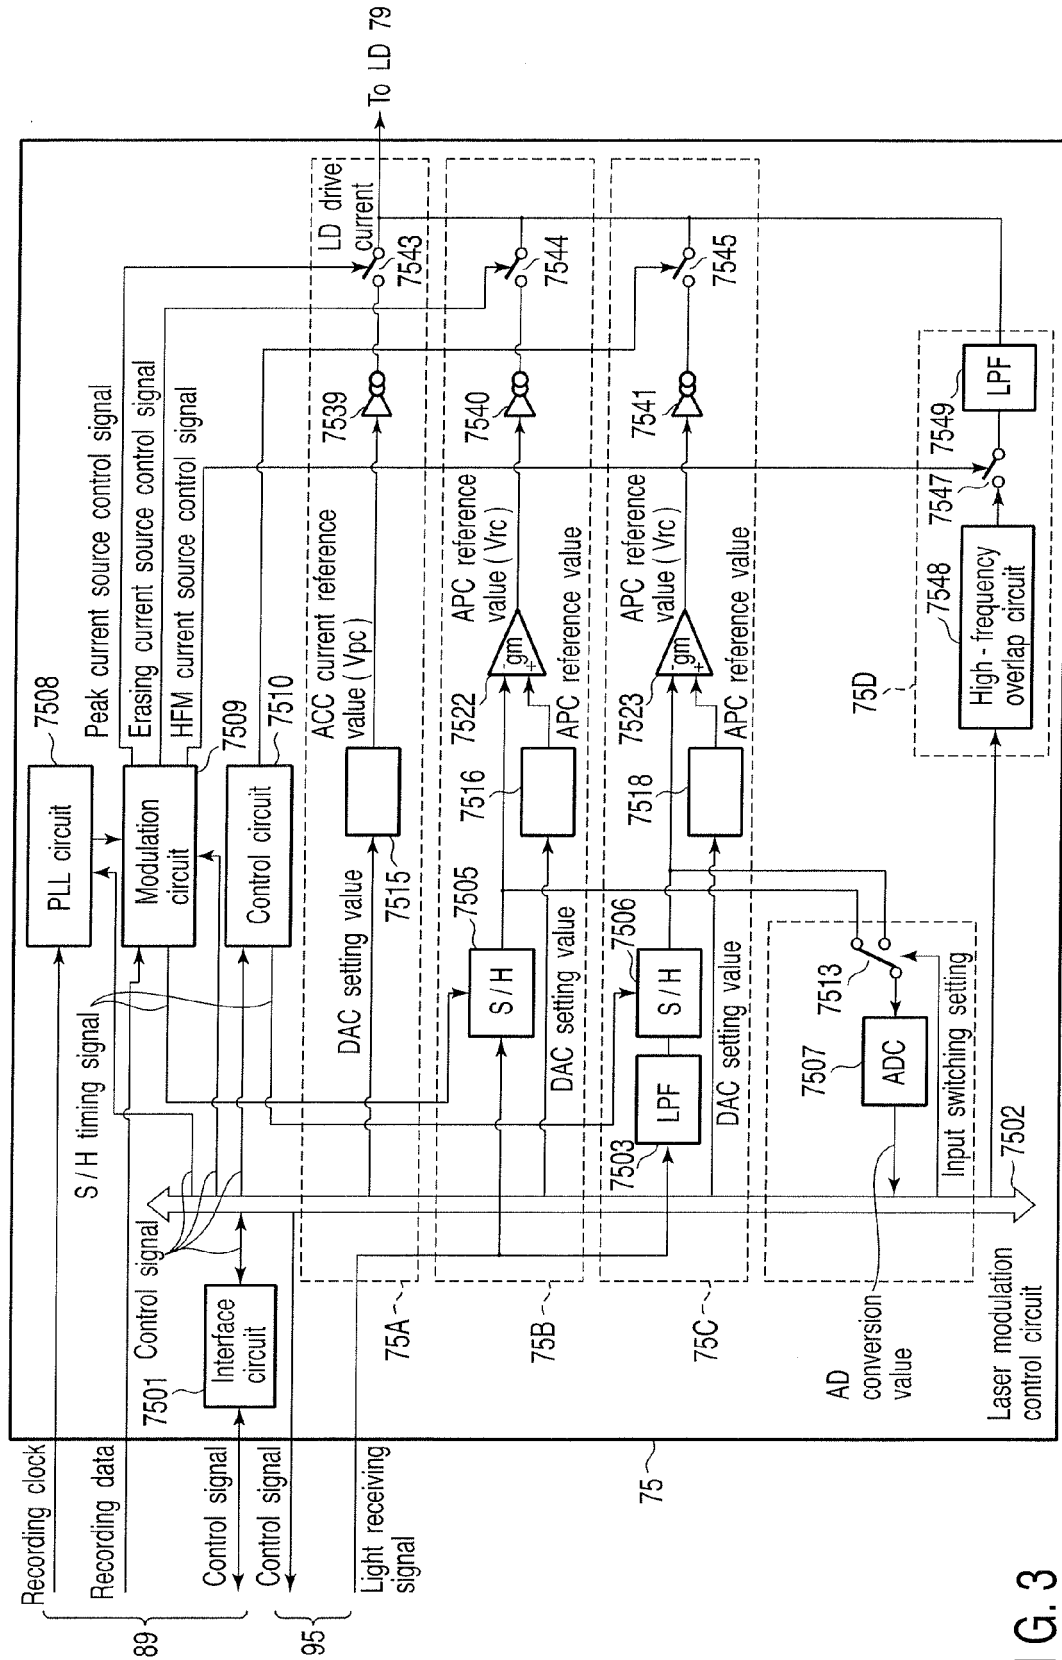 Recording clock
Recording data
89
Control signal
Control signal
95
Light receiving
signal
7501
Interface
circuit
Control signal
S / H timing signal
PLL circuit
7508
Modulation
circuit
7509
Control circuit
7510
Peak current source control signal
Erasing current source control signal
HFM current source control signal
LD drive
current
To LD 79
75A
DAC setting value
7515
ACC current reference
value ( Vpc )
7539
7543
75B
S / H
7505
DAC setting value
7516
7522
gm
+
-
APC reference
value ( Vrc )
APC reference value
7540
7544
75C
7503
LPF
7506
S / H
DAC setting value
7518
7523
gm
+
-
APC reference
value ( Vrc )
APC reference value
7541
7545
AD
conversion
value
7507
ADC
7513
Input switching setting
75D
7548
High - frequency
overlap circuit
7547
7549
LPF
75
Laser modulation
control circuit
7502
G. 3